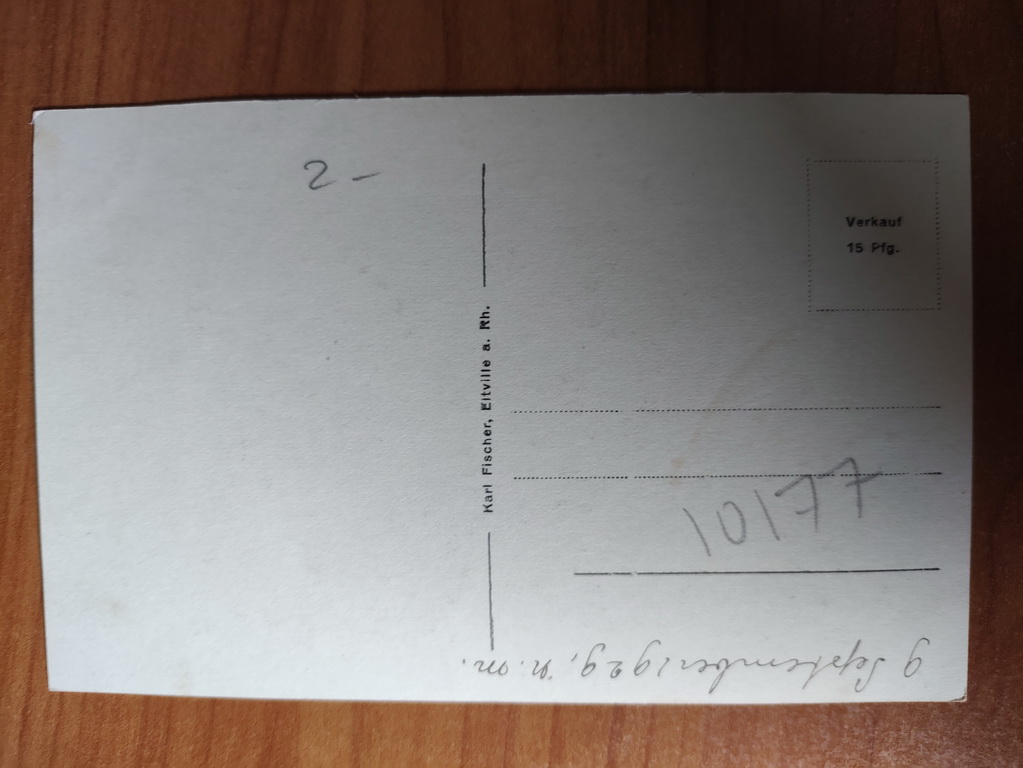 2 -
Verkauf
15 Pfg.
Karl Fischer, Eltville a. Rh.
10177
9 September 1929, n.m.